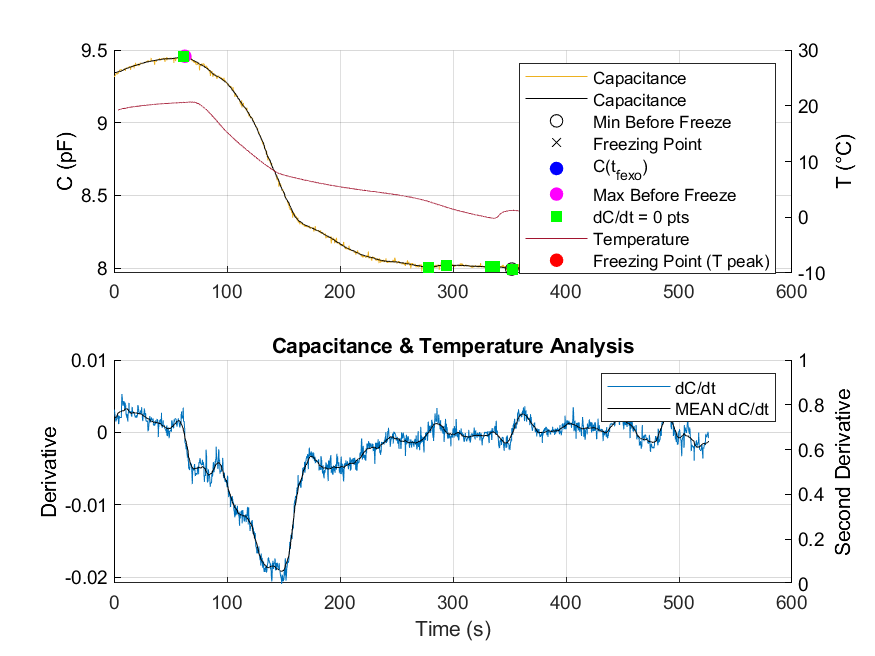 9.5
9
8.5
8
C (pF)
30
20
10
0
-10
T (°C)
0
100
200
300
400
500
600
Capacitance
Capacitance
Min Before Freeze
Freezing Point
C(t_fexo)
Max Before Freeze
dC/dt = 0 pts
Temperature
Freezing Point (T peak)
Capacitance & Temperature Analysis
0.01
0
-0.01
-0.02
Derivative
1
0.8
0.6
0.4
0.2
0
Second Derivative
dC/dt
MEAN dC/dt
0
100
200
300
400
500
600
Time (s)